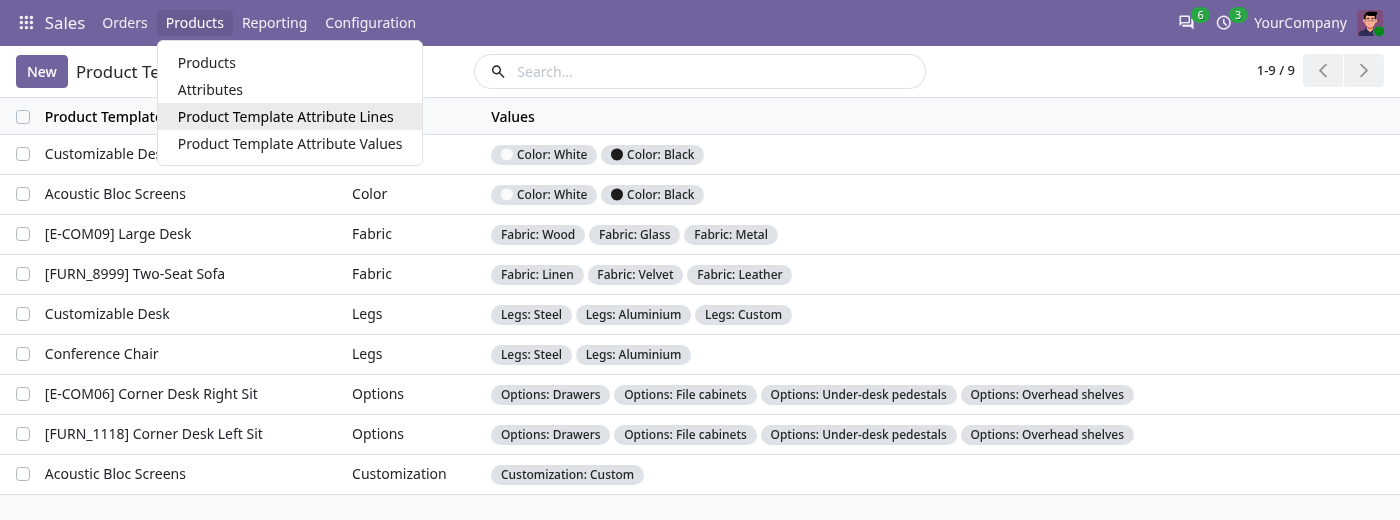 Sales Orders Products Reporting Configuration 6 3 YourCompany
New Product Te Search... 1-9 / 9
Products
Attributes
Product Template Attribute Lines
Product Template Attribute Values
Product Template Values
Customizable Des Color: White Color: Black
Acoustic Bloc Screens Color Color: White Color: Black
[E-COM09] Large Desk Fabric Fabric: Wood Fabric: Glass Fabric: Metal
[FURN_8999] Two-Seat Sofa Fabric Fabric: Linen Fabric: Velvet Fabric: Leather
Customizable Desk Legs Legs: Steel Legs: Aluminium Legs: Custom
Conference Chair Legs Legs: Steel Legs: Aluminium
[E-COM06] Corner Desk Right Sit Options Options: Drawers Options: File cabinets Options: Under-desk pedestals Options: Overhead shelves
[FURN_1118] Corner Desk Left Sit Options Options: Drawers Options: File cabinets Options: Under-desk pedestals Options: Overhead shelves
Acoustic Bloc Screens Customization Customization: Custom